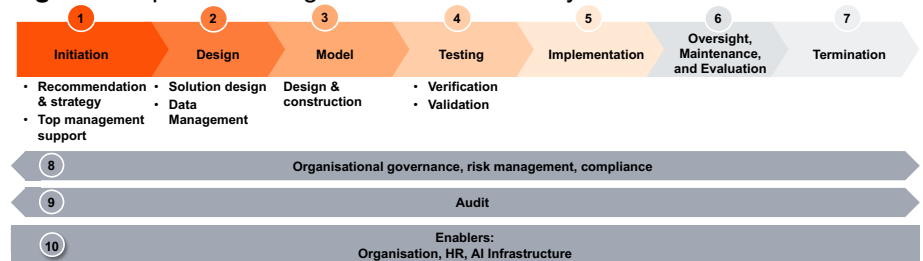 1
Initiation
2
Design
3
Model
4
Testing
5
Implementation
6
Oversight,
Maintenance,
and Evaluation
7
Termination
• Recommendation
& strategy
• Top management
support
• Solution design
• Data
Management
Design &
construction
• Verification
• Validation
8
Organisational governance, risk management, compliance
9
Audit
10
Enablers:
Organisation, HR, AI Infrastructure